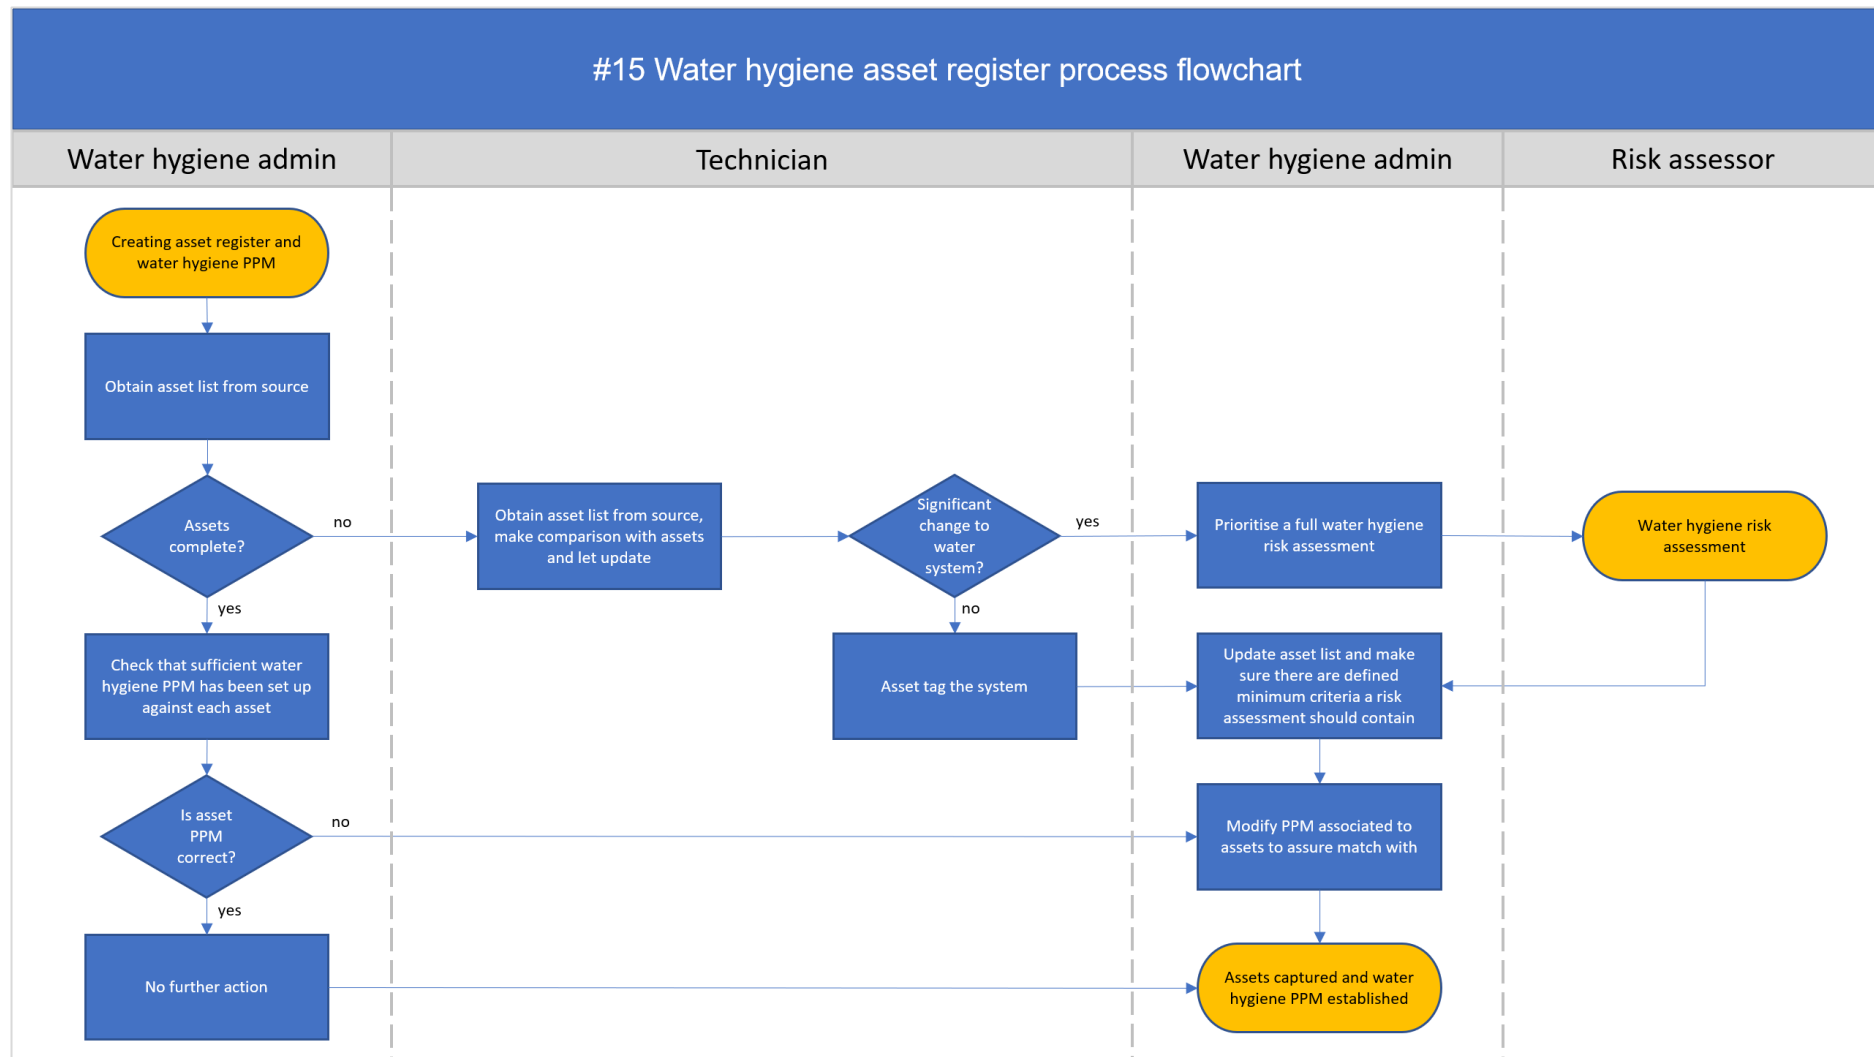 #15 Water hygiene asset register process flowchart
Water hygiene admin
Technician
Water hygiene admin
Risk assessor
Creating asset register and
water hygiene PPM
Obtain asset list from source
Assets
complete?
no
yes
Obtain asset list from source,
make comparison with assets
and let update
Significant
change to
water
system?
yes
no
Prioritise a full water hygiene
risk assessment
Water hygiene risk
assessment
Check that sufficient water
hygiene PPM has been set up
against each asset
Asset tag the system
Update asset list and make
sure there are defined
minimum criteria a risk
assessment should contain
Is asset
PPM
correct?
no
yes
Modify PPM associated to
assets to assure match with
No further action
Assets captured and water
hygiene PPM established